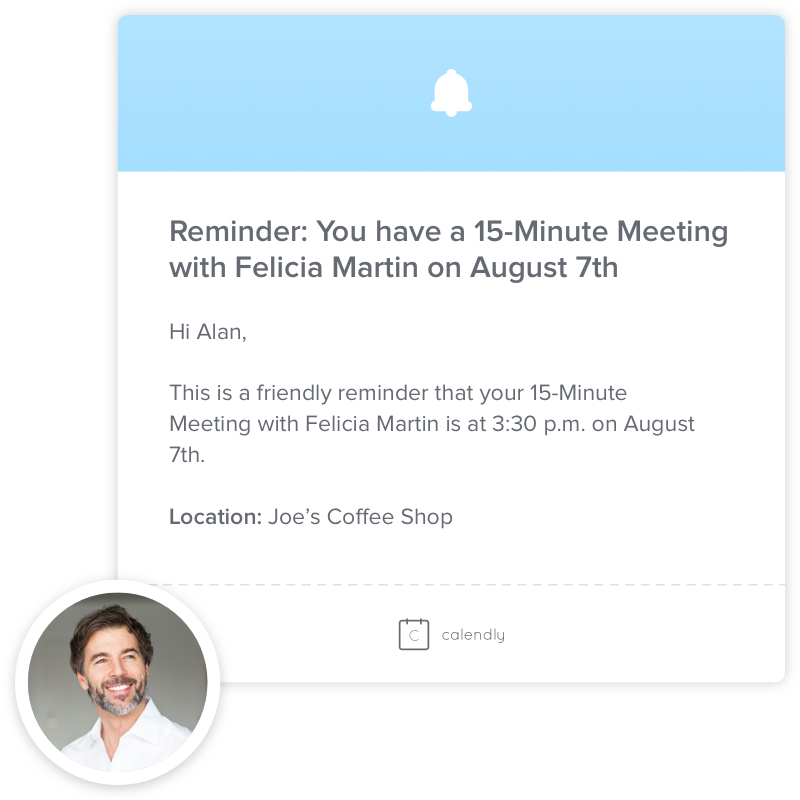 Reminder: You have a 15-Minute Meeting
with Felicia Martin on August 7th
Hi Alan,
This is a friendly reminder that your 15-Minute
Meeting with Felicia Martin is at 3:30 p.m. on August
7th.
Location: Joe’s Coffee Shop
C calendly